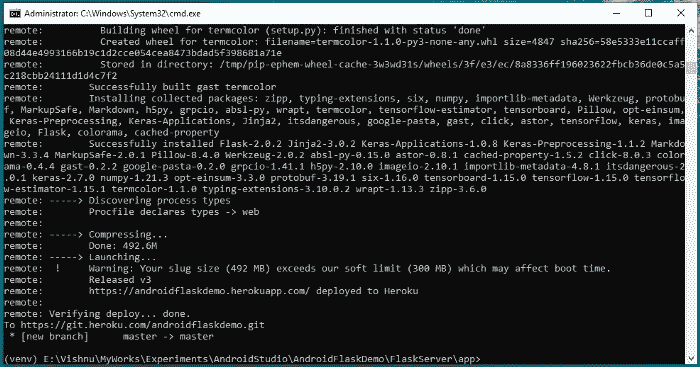 Administrator: C:\Windows\System32\cmd.exe
remote:         Building wheel for termcolor (setup.py): finished with status 'done'
remote:         Created wheel for termcolor: filename=termcolor-1.1.0-py3-none-any.whl size=4847 sha256=58e5333e11ccaff
08d44e4993166b19c1d2cce054cea8473bdad5f398681a71e
remote:         Stored in directory: /tmp/pip-ephem-wheel-cache-3w3wd31s/wheels/3f/e3/ec/8a8336ff196023622fbcb36de0c5a5
c218cbb24111d1d4c7f2
remote:       Successfully built gast termcolor
remote:       Installing collected packages: zipp, typing-extensions, six, numpy, importlib-metadata, Werkzeug, protobu
f, MarkupSafe, Markdown, h5py, grpcio, absl-py, wrapt, termcolor, tensorflow-estimator, tensorboard, Pillow, opt-einsum,
 Keras-Preprocessing, Keras-Applications, Jinja2, itsdangerous, google-pasta, gast, click, astor, tensorflow, keras, ima
geio, Flask, colorama, cached-property
remote:       Successfully installed Flask-2.0.2 Jinja2-3.0.2 Keras-Applications-1.0.8 Keras-Preprocessing-1.1.2 Markdo
wn-3.3.4 MarkupSafe-2.0.1 Pillow-8.4.0 Werkzeug-2.0.2 absl-py-0.15.0 astor-0.8.1 cached-property-1.5.2 click-8.0.3 color
ama-0.4.4 gast-0.2.2 google-pasta-0.2.0 grpcio-1.41.1 h5py-2.10.0 imageio-2.10.1 importlib-metadata-4.8.1 itsdangerous-2
.0.1 keras-2.7.0 numpy-1.21.3 opt-einsum-3.3.0 protobuf-3.19.1 six-1.16.0 tensorboard-1.15.0 tensorflow-1.15.0 tensorflo
w-estimator-1.15.1 termcolor-1.1.0 typing-extensions-3.10.0.2 wrapt-1.13.3 zipp-3.6.0
remote: -----> Discovering process types
remote:       Procfile declares types -> web
remote:
remote: -----> Compressing...
remote:       Done: 492.6M
remote: -----> Launching...
remote:  !    Warning: Your slug size (492 MB) exceeds our soft limit (300 MB) which may affect boot time.
remote:       Released v3
remote:       https://androidflaskdemo.herokuapp.com/ deployed to Heroku
remote:
remote: Verifying deploy... done.
To https://git.heroku.com/androidflaskdemo.git
 * [new branch]      master -> master
(venv) E:\Vishnu\MyWorks\Experiments\AndroidStudio\AndroidFlaskDemo\FlaskServer\app>